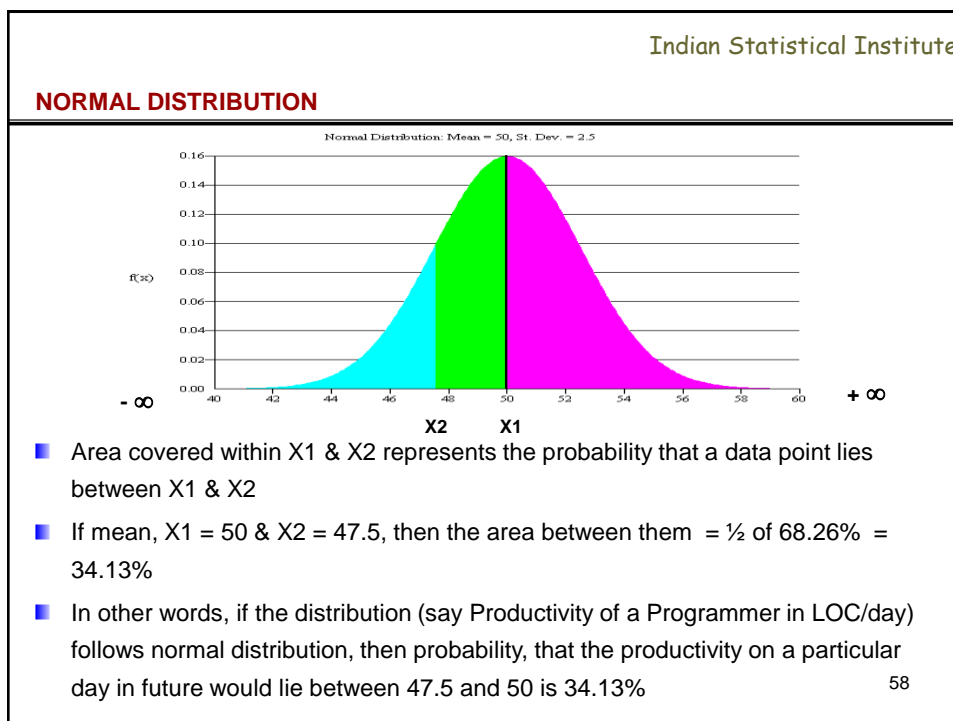 Indian Statistical Institute
NORMAL DISTRIBUTION
Normal Distribution: Mean = 50, St. Dev. = 2.5
0.16
0.14
0.12
0.10
f(x)
0.08
0.06
0.04
0.02
0.00
- ∞ 40 42 44 46 48 50 52 54 56 58 60 + ∞
X2 X1
Area covered within X1 & X2 represents the probability that a data point lies
between X1 & X2
If mean, X1 = 50 & X2 = 47.5, then the area between them = ½ of 68.26% =
34.13%
In other words, if the distribution (say Productivity of a Programmer in LOC/day)
follows normal distribution, then probability, that the productivity on a particular
day in future would lie between 47.5 and 50 is 34.13%
58